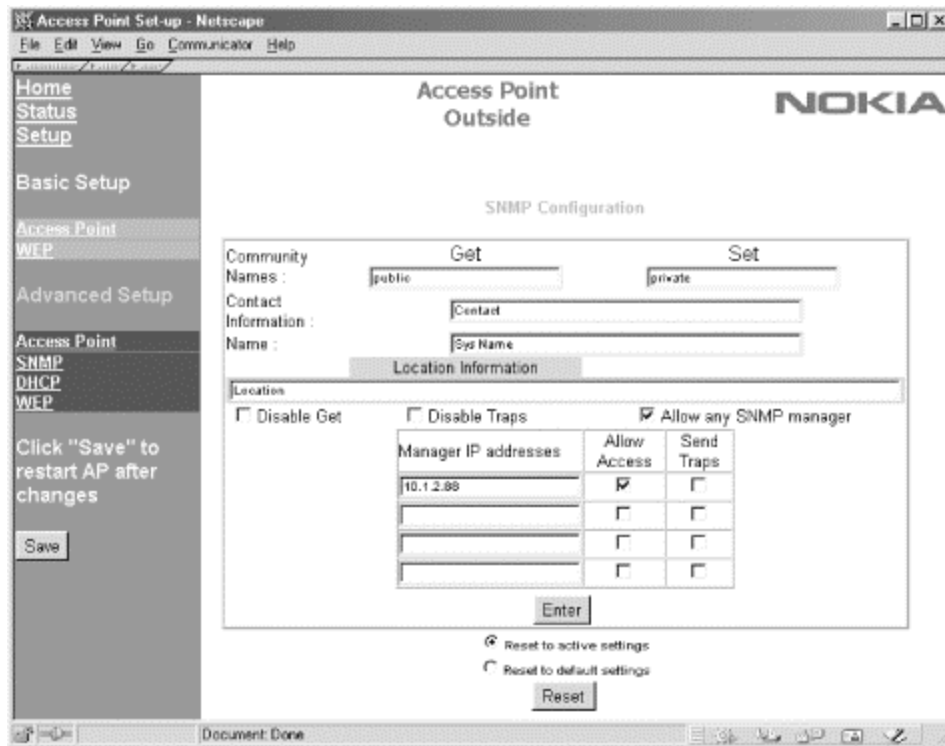 Access Point Set-up - Netscape
File Edit View Go Communicator Help
Home
Status
Setup
Basic Setup
Access Point
WEP
Advanced Setup
Access Point
SNMP
DHCP
WEP
Click "Save" to
restart AP after
changes
Save
Access Point
Outside
NOKIA
SNMP Configuration
Community
Names :
Get
Set
public
private
Contact
Information :
Contact
Name :
Sys Name
Location Information
Location
Disable Get
Disable Traps
Allow any SNMP manager
Manager IP addresses
Allow
Access
Send
Traps
10.1.2.88
Enter
Reset to active settings
Reset to default settings
Reset
Document: Done